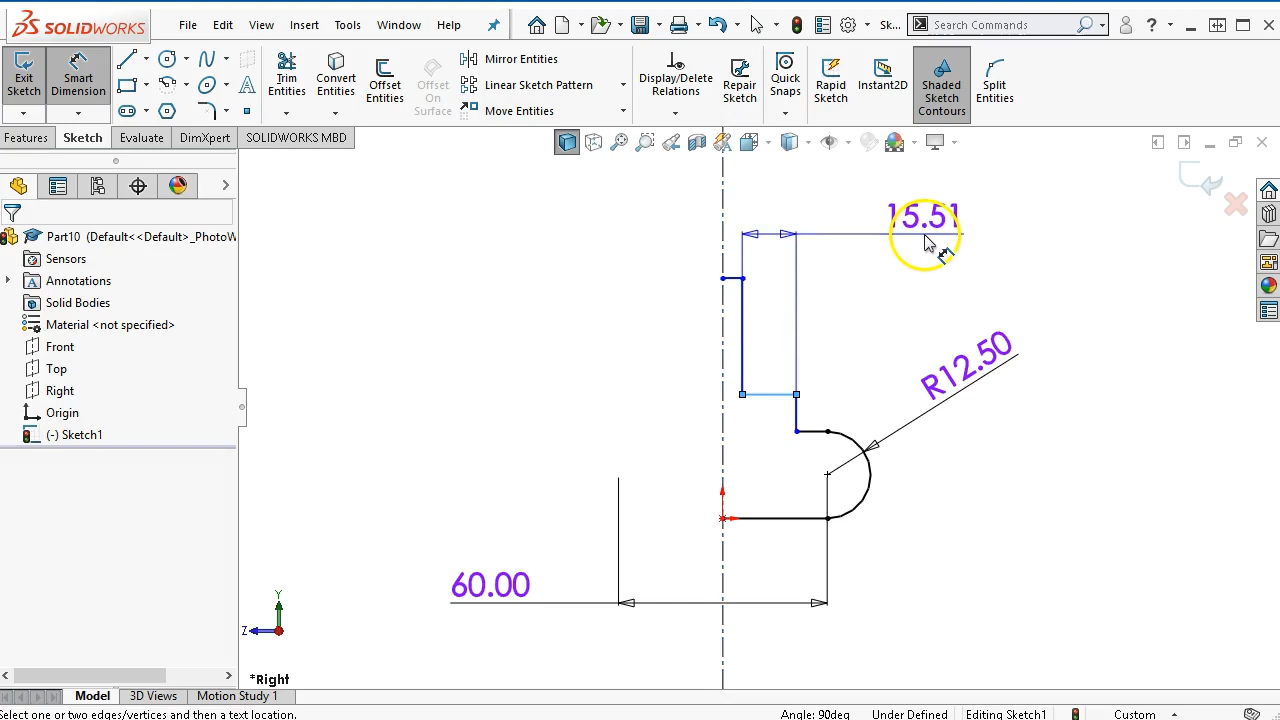 SOLIDWORKS File Edit View Insert Tools Window Help Sk... Search Commands ?
Exit Sketch Smart Dimension Trim Entities Convert Entities Offset Entities Offset On Surface Mirror Entities Linear Sketch Pattern Move Entities Display/Delete Relations Repair Sketch Quick Snaps Rapid Sketch Instant2D Shaded Sketch Contours Split Entities
Features Sketch Evaluate DimXpert SOLIDWORKS MBD
Part10 (Default<<Default>_PhotoW
Sensors
Annotations
Solid Bodies
Material <not specified>
Front
Top
Right
Origin
(-) Sketch1
15.51
R12.50
60.00
Y
Z
*Right
Model 3D Views Motion Study 1
Select one or two edges/vertices and then a text location. Angle: 90deg Under Defined Editing Sketch1 Custom